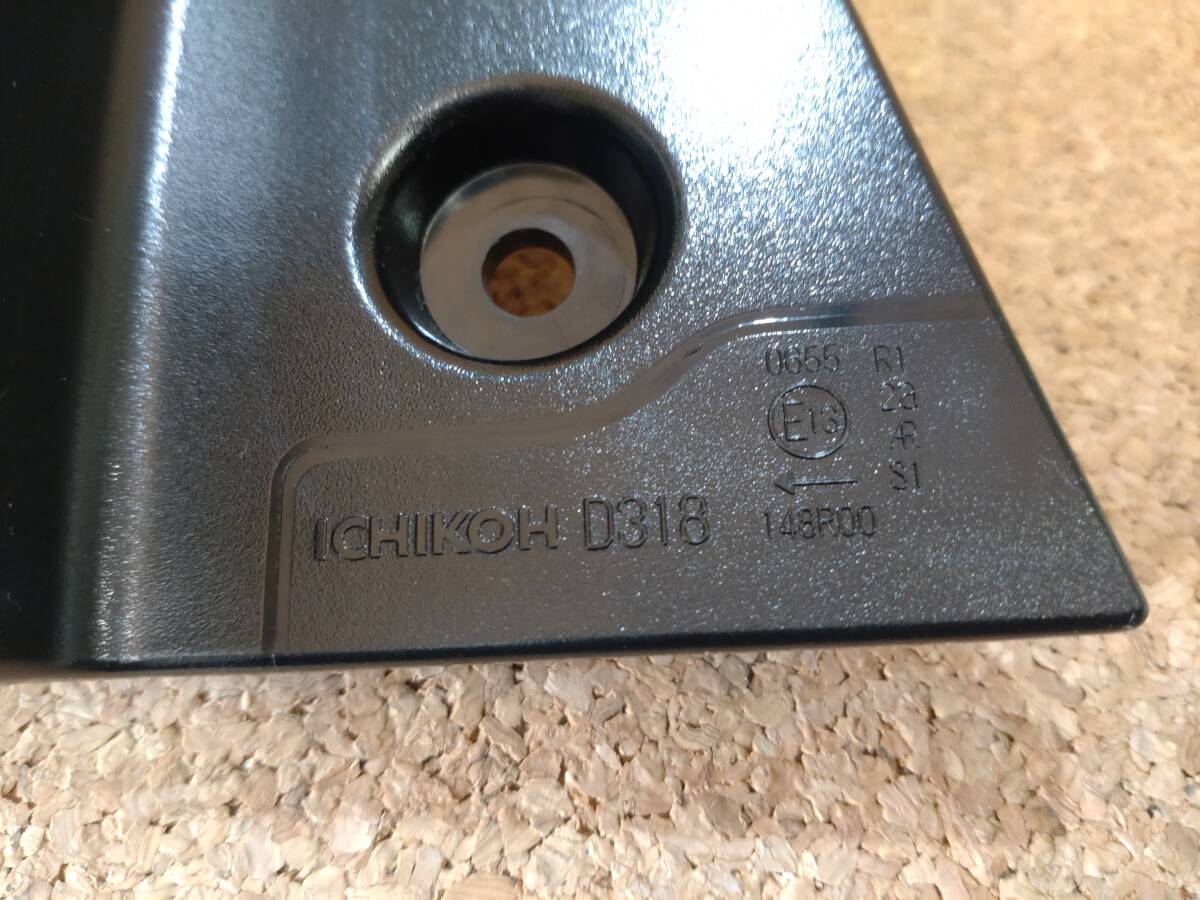 0655 R1
E13 2a
AR
← S1
ICHIKOH D318 148R00